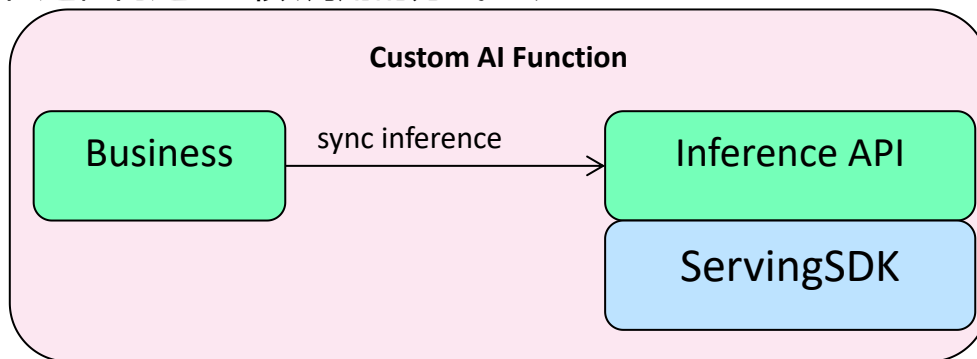 Custom AI Function
Business
sync inference
Inference API
ServingSDK